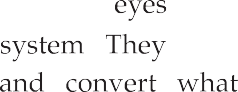 eyes
system They
and convert what